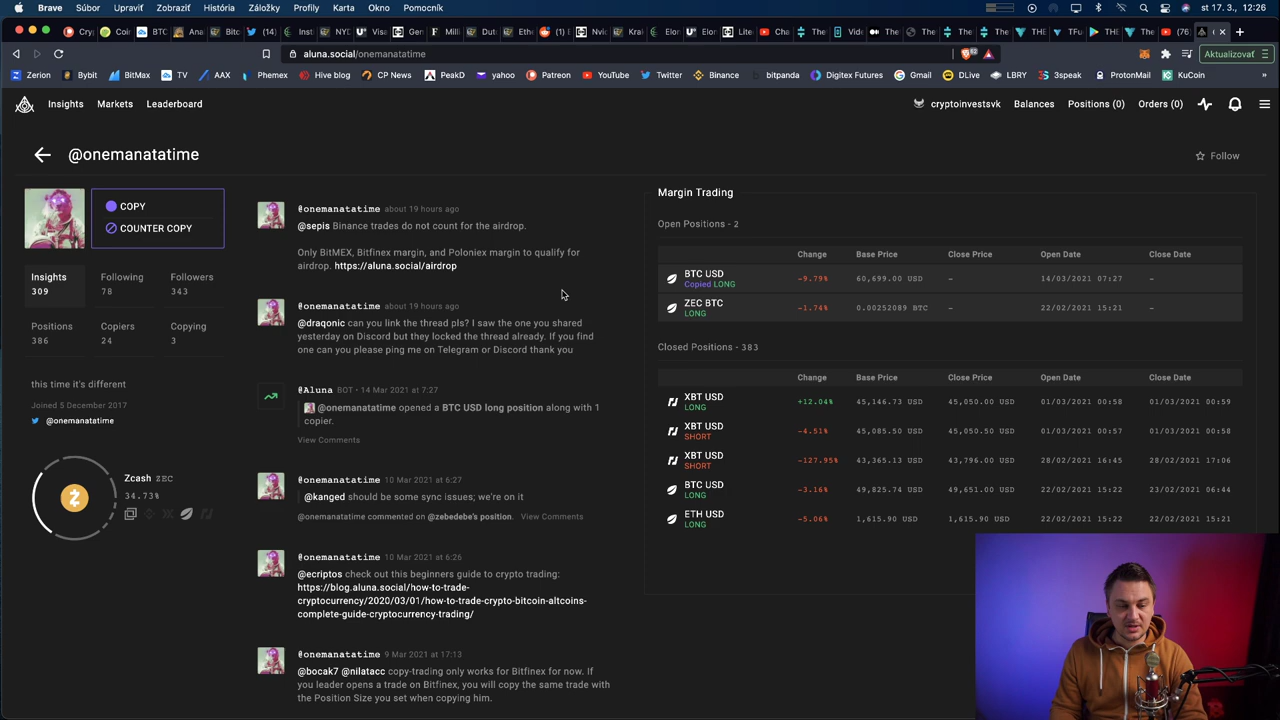 Brave Súbor Upraviť Zobraziť História Záložky Profily Karta Okno Pomocník
st 17.3., 12:26
aluna.social/onemanatatime
Aktualizovať
Zerion Bybit BitMax TV AAX Phemex Hive blog CP News PeakD yahoo Patreon YouTube Twitter Binance bitpanda Digitex Futures Gmail DLive LBRY 3speak ProtonMail KuCoin »
Insights Markets Leaderboard
cryptoinvestsvk Balances Positions (0) Orders (0)
@onemanatatime
Follow
COPY
COUNTER COPY
Insights Following Followers
309 78 343
Positions Copiers Copying
386 24 3
this time it's different
Joined 5 December 2017
@onemanatatime
Zcash ZEC
34.73%
@onemanatatime about 19 hours ago
@sepis Binance trades do not count for the airdrop.
Only BitMEX, Bitfinex margin, and Poloniex margin to qualify for
airdrop. https://aluna.social/airdrop
@onemanatatime about 19 hours ago
@draqonic can you link the thread pls? I saw the one you shared
yesterday on Discord but they locked the thread already. If you find
one can you please ping me on Telegram or Discord thank you
@Aluna BOT • 14 Mar 2021 at 7:27
@onemanatatime opened a BTC USD long position along with 1
copier.
View Comments
@onemanatatime 10 Mar 2021 at 6:27
@kanged should be some sync issues; we're on it
@onemanatatime commented on @zebedebe's position. View Comments
@onemanatatime 10 Mar 2021 at 6:26
@ecriptos check out this beginners guide to crypto trading:
https://blog.aluna.social/how-to-trade-
cryptocurrency/2020/03/01/how-to-trade-crypto-bitcoin-altcoins-
complete-guide-cryptocurrency-trading/
@onemanatatime 9 Mar 2021 at 17:13
@bocak7 @nilatacc copy-trading only works for Bitfinex for now. If
you leader opens a trade on Bitfinex, you will copy the same trade with
the Position Size you set when copying him.
Margin Trading
Open Positions - 2
Change Base Price Close Price Open Date Close Date
BTC USD -9.79% 60,699.00 USD – 14/03/2021 07:27 –
Copied LONG
ZEC BTC -1.74% 0.00252089 BTC – 22/02/2021 15:21 –
LONG
Closed Positions - 383
Change Base Price Close Price Open Date Close Date
XBT USD +12.04% 45,146.73 USD 45,050.00 USD 01/03/2021 00:58 01/03/2021 00:59
LONG
XBT USD -4.51% 45,085.50 USD 45,050.50 USD 01/03/2021 00:57 01/03/2021 00:58
SHORT
XBT USD -127.95% 43,365.13 USD 43,796.00 USD 28/02/2021 16:45 28/02/2021 17:06
SHORT
BTC USD -3.16% 49,825.74 USD 49,651.00 USD 22/02/2021 15:22 23/02/2021 06:44
LONG
ETH USD -5.06% 1,615.90 USD 1,615.90 USD 22/02/2021 15:22 22/02/2021 15:21
LONG